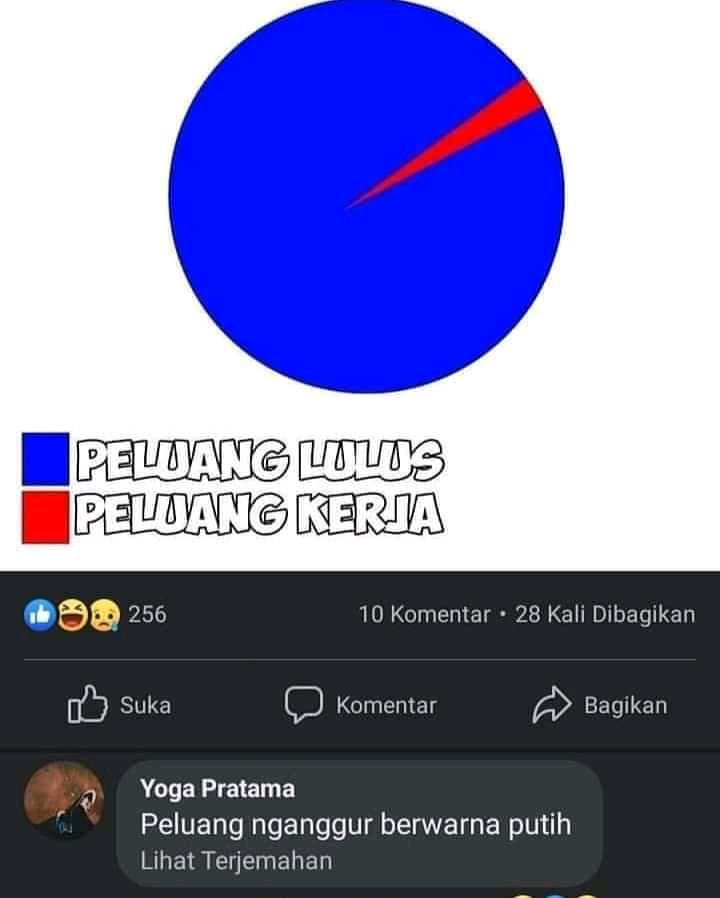 PELUANG LULUS
PELUANG KERJA
256
10 Komentar • 28 Kali Dibagikan
Suka
Komentar
Bagikan
Yoga Pratama
Peluang nganggur berwarna putih
Lihat Terjemahan